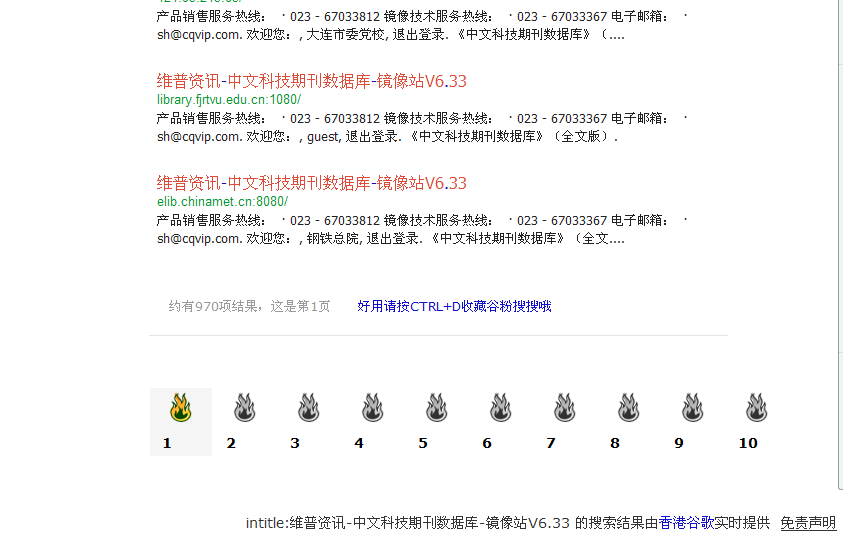 产品销售服务热线： ·023 - 67033812 镜像技术服务热线： ·023 - 67033367 电子邮箱： ·
sh@cqvip.com. 欢迎您：, 大连市委党校, 退出登录. 《中文科技期刊数据库》（....
维普资讯-中文科技期刊数据库-镜像站V6.33
library.fjrtvu.edu.cn:1080/
产品销售服务热线： ·023 - 67033812 镜像技术服务热线： ·023 - 67033367 电子邮箱： ·
sh@cqvip.com. 欢迎您：, guest, 退出登录. 《中文科技期刊数据库》（全文版）.
维普资讯-中文科技期刊数据库-镜像站V6.33
elib.chinamet.cn:8080/
产品销售服务热线： ·023 - 67033812 镜像技术服务热线： ·023 - 67033367 电子邮箱： ·
sh@cqvip.com. 欢迎您：, 钢铁总院, 退出登录. 《中文科技期刊数据库》（全文....
约有970项结果，这是第1页 好用请按CTRL+D收藏谷粉搜搜哦
1 2 3 4 5 6 7 8 9 10
intitle:维普资讯-中文科技期刊数据库-镜像站V6.33 的搜索结果由香港谷歌实时提供 免责声明